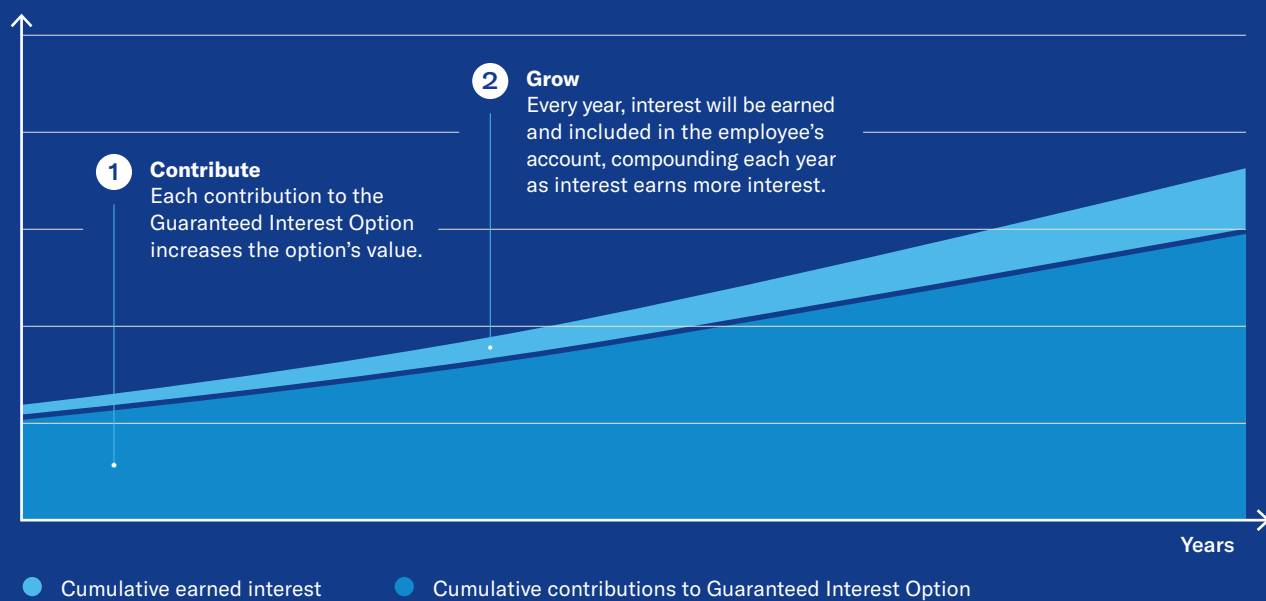 1
Contribute
Each contribution to the
Guaranteed Interest Option
increases the option’s value.
2
Grow
Every year, interest will be earned
and included in the employee’s
account, compounding each year
as interest earns more interest.
Years
Cumulative earned interest
Cumulative contributions to Guaranteed Interest Option